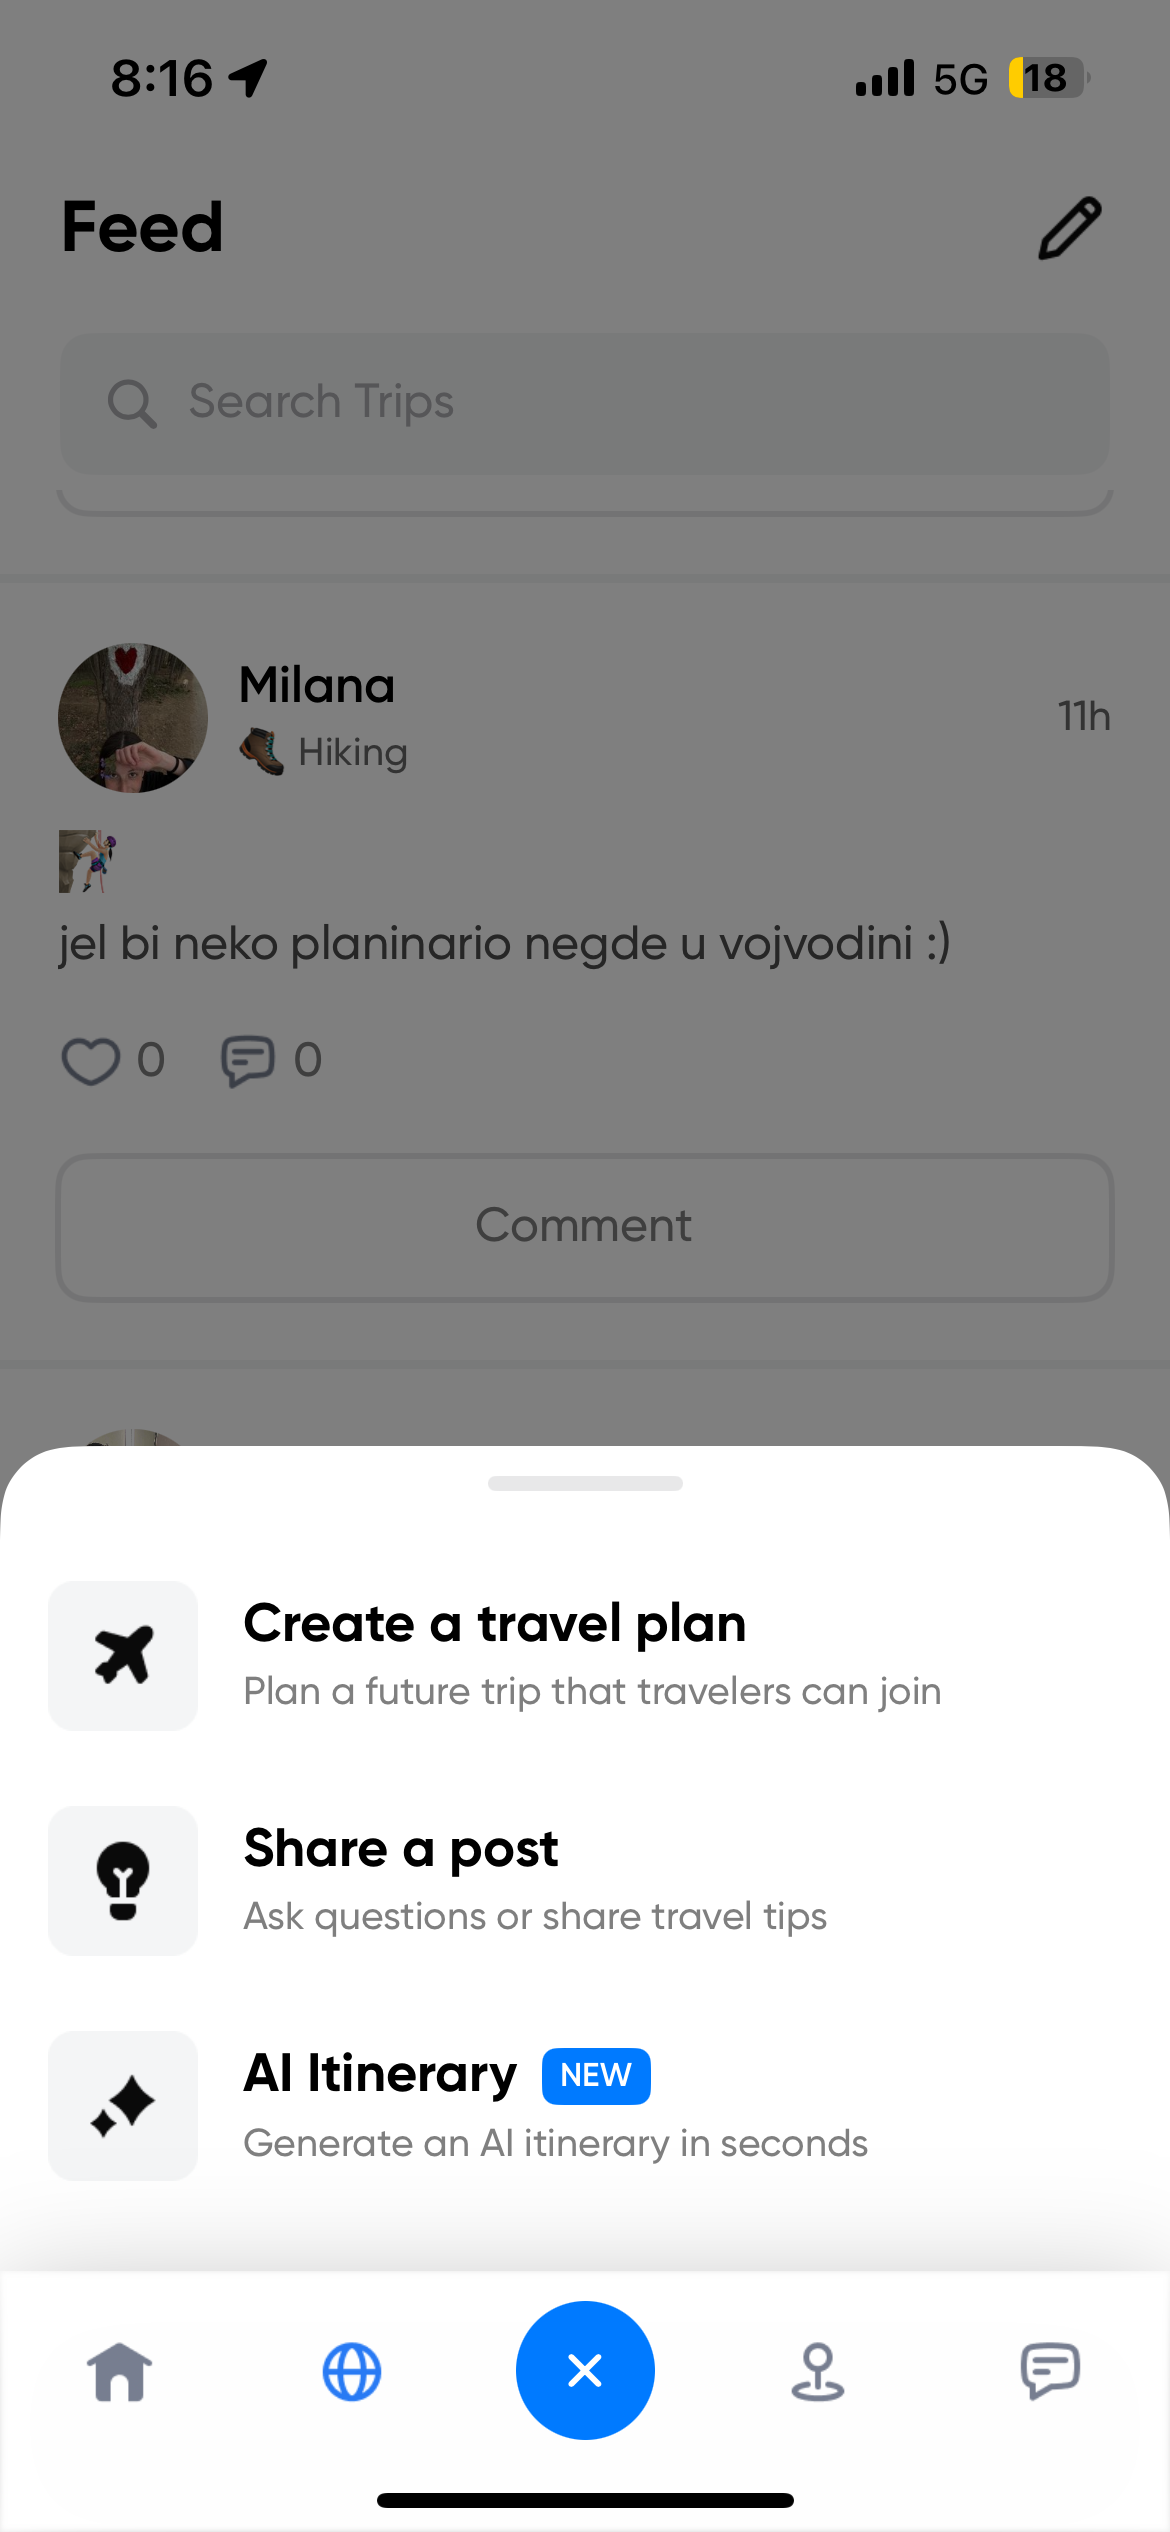 8:16
5G
18
Feed
Search Trips
Milana
11h
Hiking
jel bi neko planinario negde u vojvodini :)
0
0
Comment
Create a travel plan
Plan a future trip that travelers can join
Share a post
Ask questions or share travel tips
AI Itinerary NEW
Generate an AI itinerary in seconds